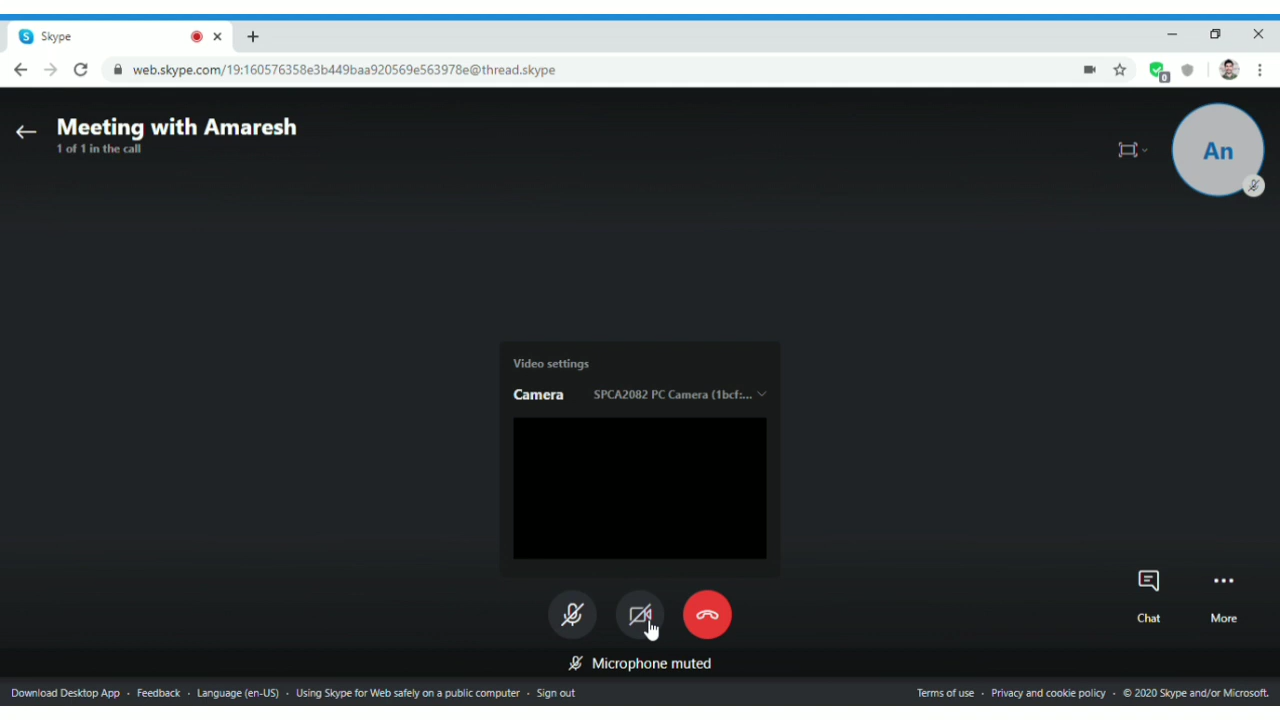 Skype
web.skype.com/19:160576358e3b449baa920569e563978e@thread.skype
0
Meeting with Amaresh
1 of 1 in the call
An
Video settings
Camera SPCA2082 PC Camera (1bcf:...
Chat
More
Microphone muted
Download Desktop App · Feedback · Language (en-US) · Using Skype for Web safely on a public computer · Sign out
Terms of use · Privacy and cookie policy · © 2020 Skype and/or Microsoft.